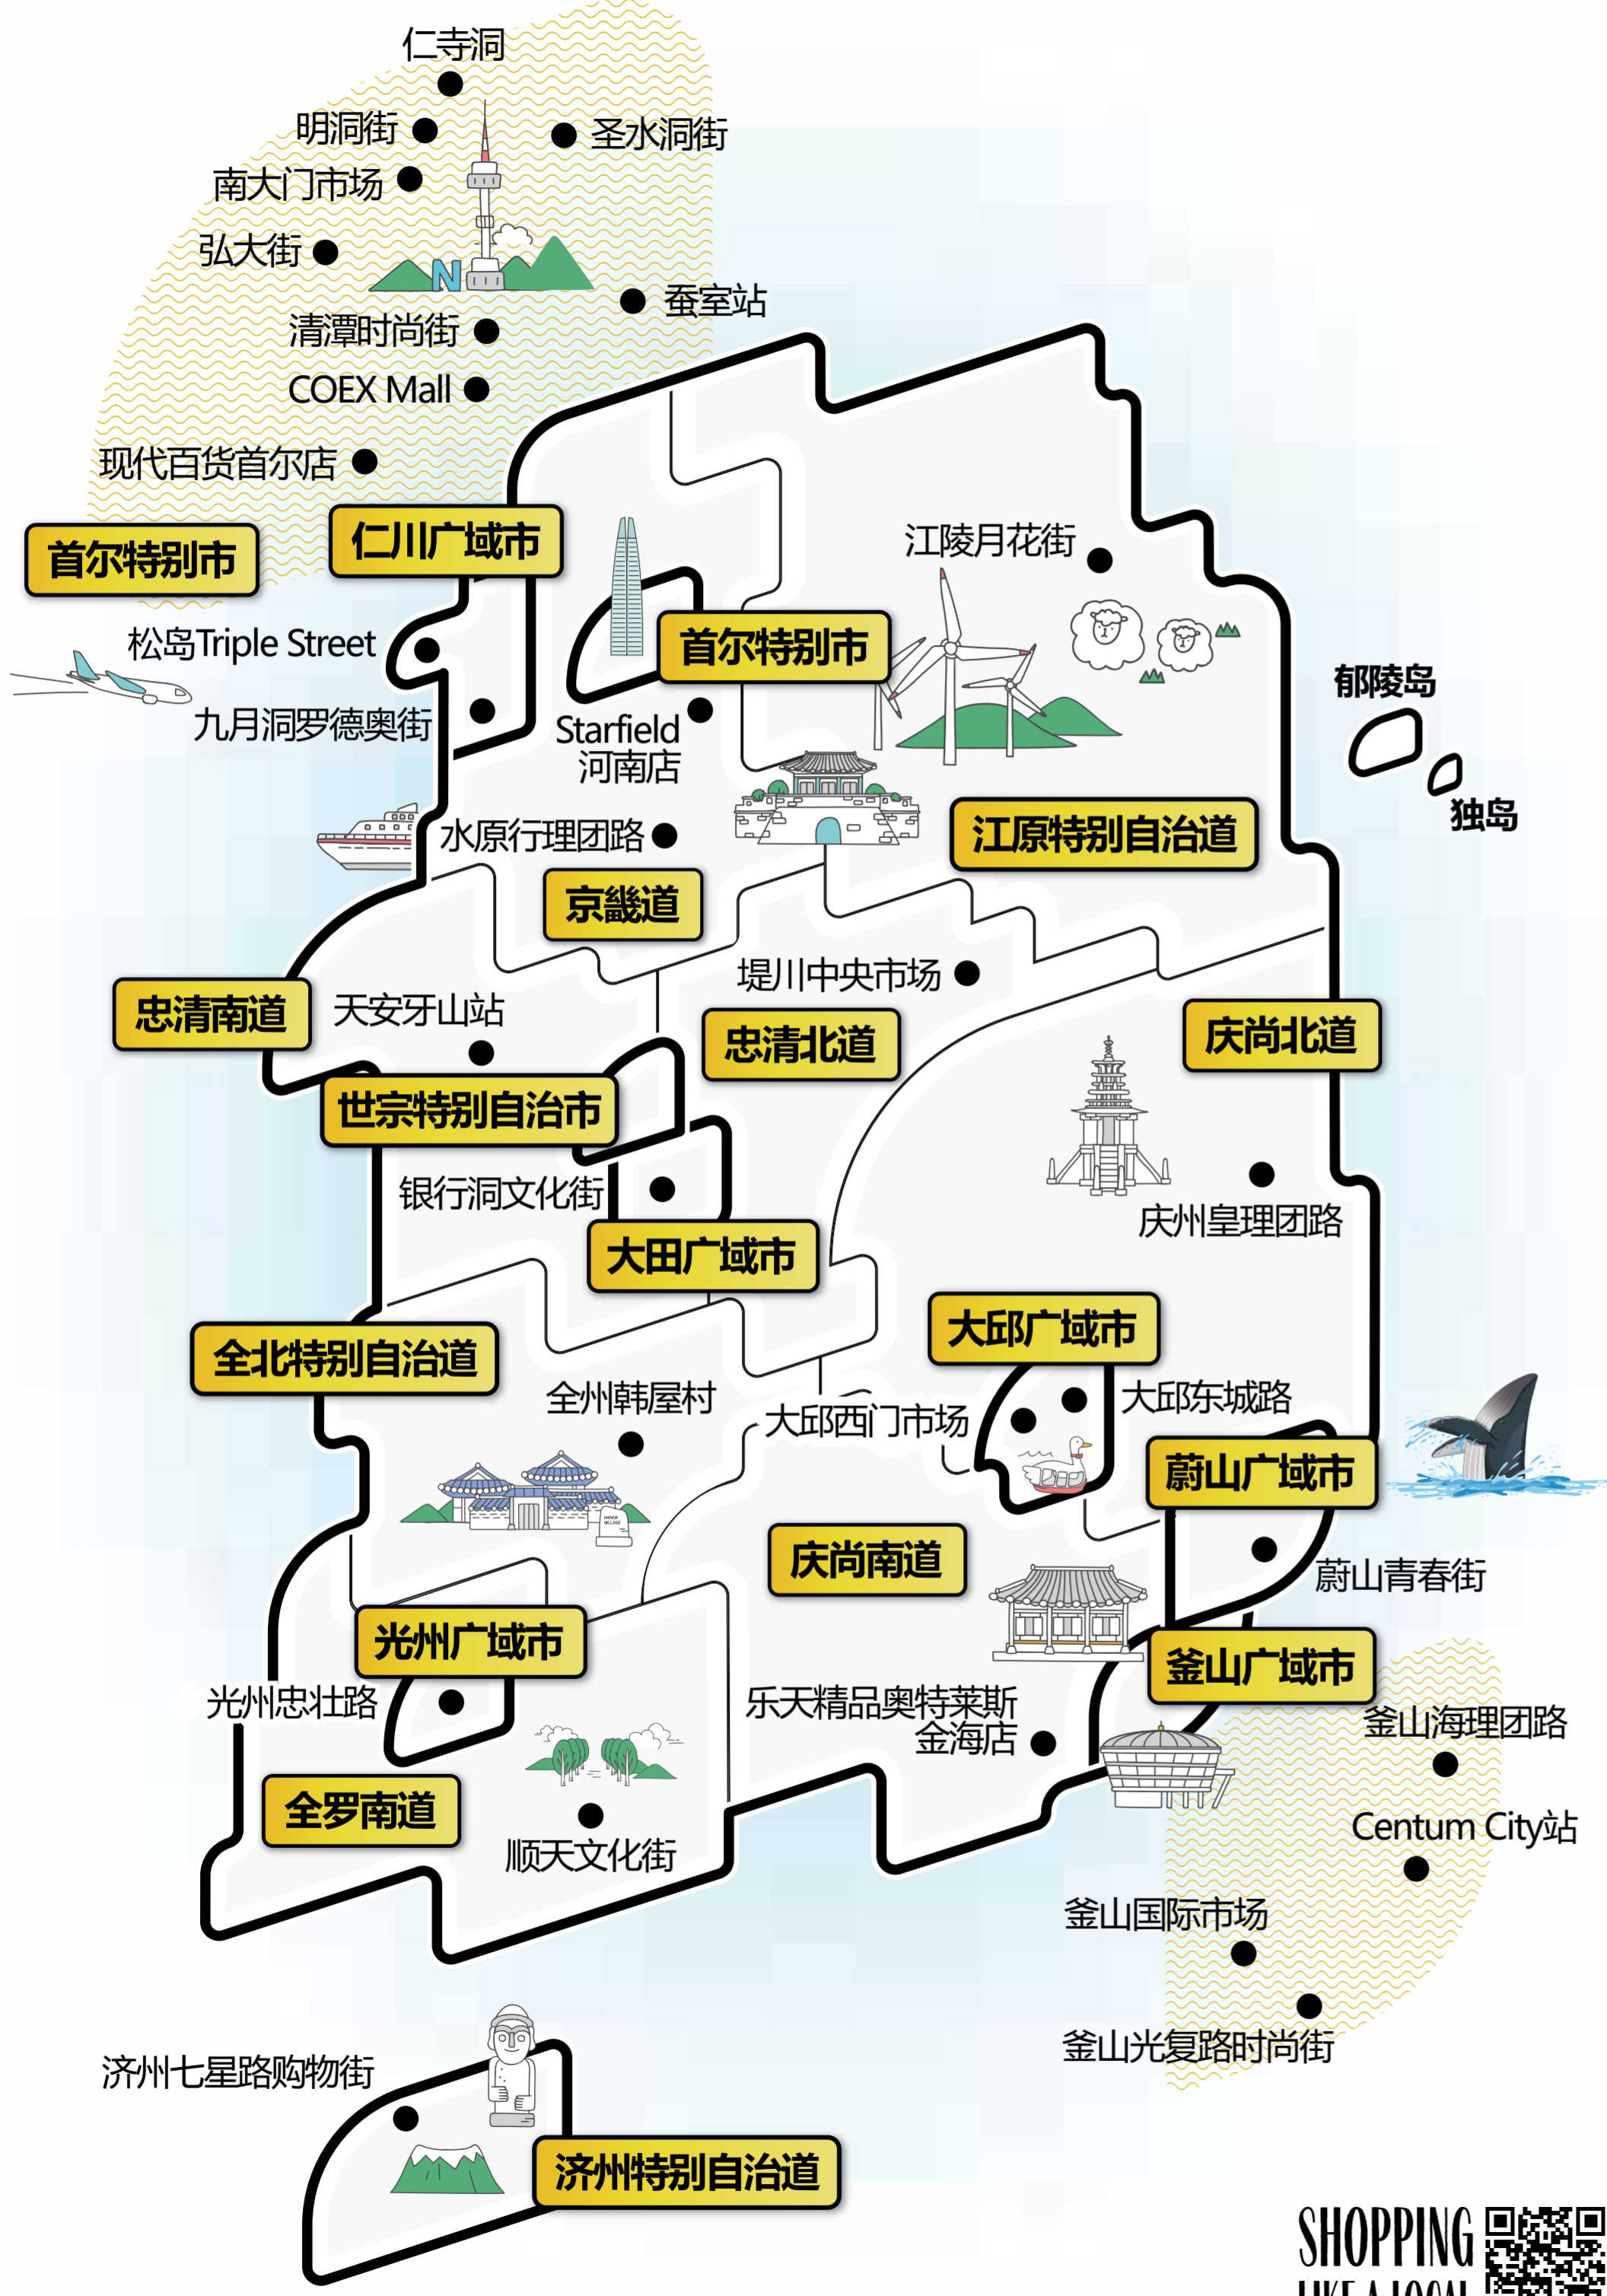 仁寺洞
明洞街
圣水洞街
南大门市场
弘大街
蚕室站
清潭时尚街
COEX Mall
现代百货首尔店
首尔特别市
仁川广域市
江陵月花街
松岛Triple Street
首尔特别市
郁陵岛
九月洞罗德奥街
Starfield
河南店
独岛
水原行理团路
江原特别自治道
京畿道
堤川中央市场
忠清南道
天安牙山站
忠清北道
庆尚北道
世宗特别自治市
银行洞文化街
庆州皇理团路
大田广域市
大邱广域市
全北特别自治道
全州韩屋村
大邱西门市场
大邱东城路
蔚山广域市
HANOK
VILLAGE
庆尚南道
蔚山青春街
光州广域市
釜山广域市
光州忠壮路
乐天精品奥特莱斯
金海店
釜山海理团路
全罗南道
顺天文化街
Centum City站
釜山国际市场
釜山光复路时尚街
济州七星路购物街
济州特别自治道
SHOPPING
LIKE A LOCAL